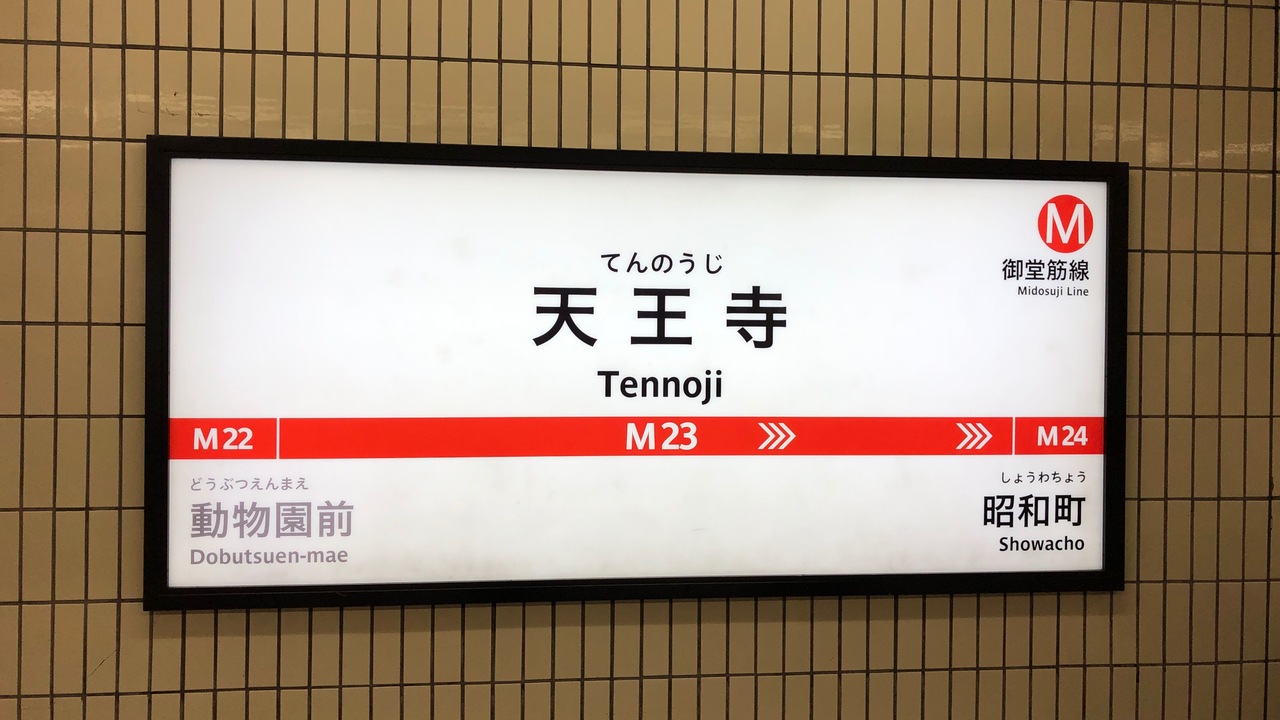 M
御堂筋線
Midosuji Line
てんのうじ
天王寺
Tennoji
M22 M23 M24
どうぶつえんまえ
動物園前
Dobutsuen-mae
しょうわちょう
昭和町
Showacho